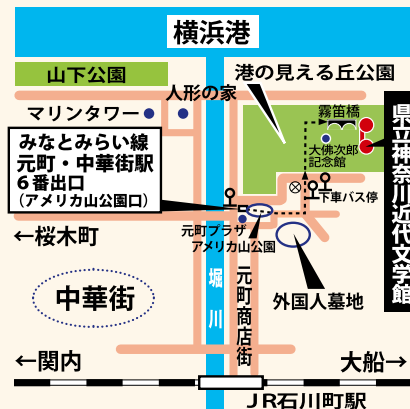 横浜港
山下公園
港の見える丘公園
人形の家
マリンタワー
霧笛橋
大佛次郎
記念館
県立神奈川近代文学館
みなとみらい線
元町・中華街駅
6番出口
（アメリカ山公園口）
下車バス停
←桜木町
元町プラザ
アメリカ山公園
中華街
堀川
元町商店街
外国人墓地
←関内
大船→
JR石川町駅